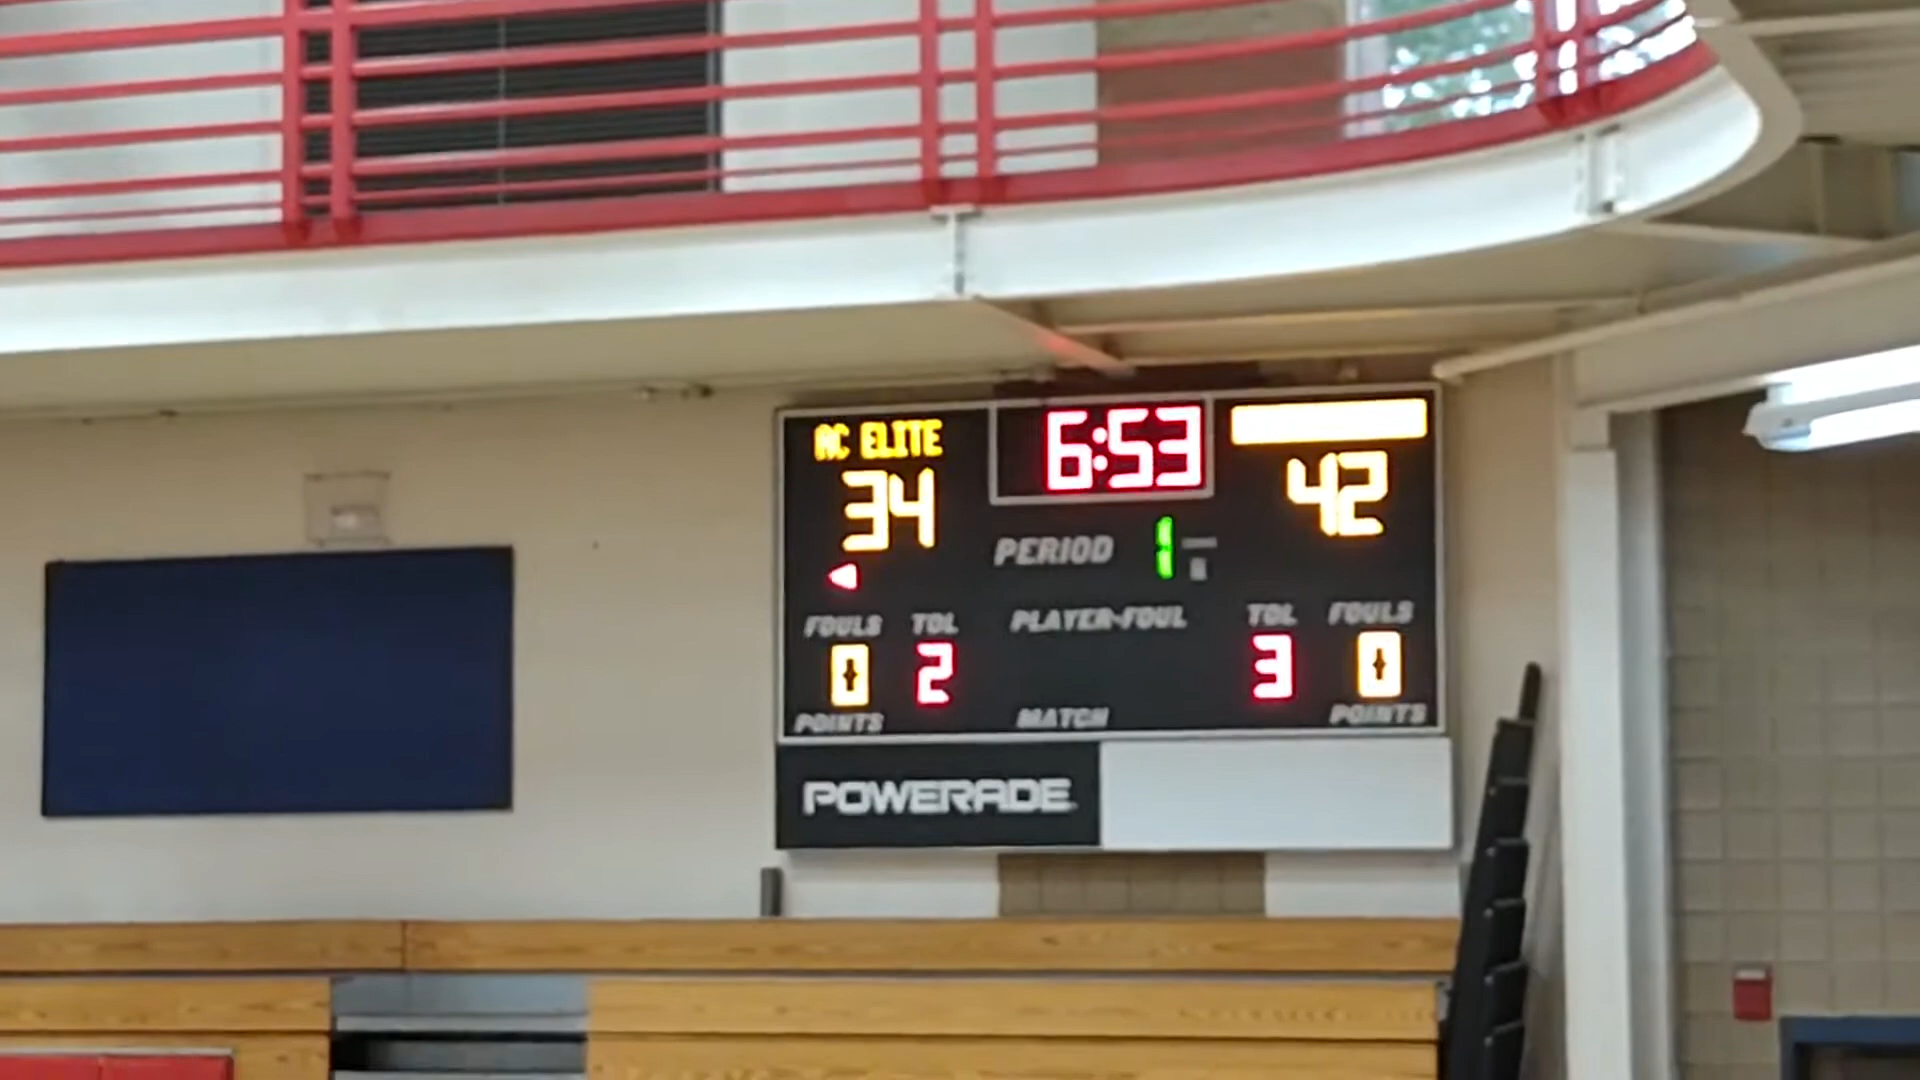 AC ELITE 6:53
34 42
PERIOD 1
FOULS TOL PLAYER-FOUL TOL FOULS
0 2 3 0
POINTS MATCH POINTS
POWERADE